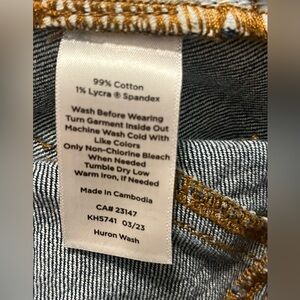 99% Cotton
1% Lycra ® Spandex
Wash Before Wearing
Turn Garment Inside Out
Machine Wash Cold With
Like Colors
Only Non-Chlorine Bleach
When Needed
Tumble Dry Low
Warm Iron, If Needed
Made in Cambodia
CA# 23147
KH5741 03/23
Huron Wash